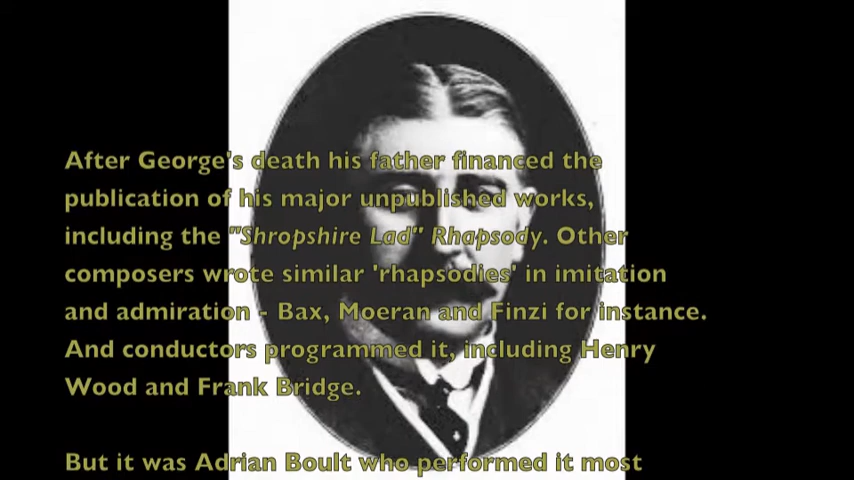 After George's death his father financed the
publication of his major unpublished works,
including the "Shropshire Lad" Rhapsody. Other
composers wrote similar 'rhapsodies' in imitation
and admiration - Bax, Moeran and Finzi for instance.
And conductors programmed it, including Henry
Wood and Frank Bridge.
But it was Adrian Boult who performed it most